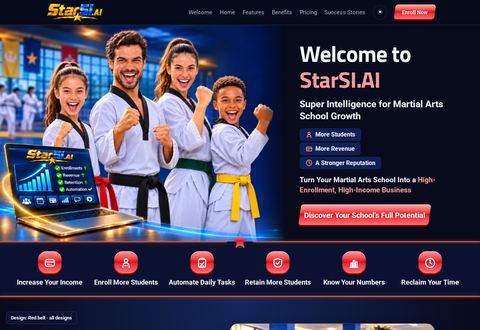 StarSI.AI
Welcome Home Features Benefits Pricing Success Stories
Enroll Now
Welcome to
StarSI.AI
Super Intelligence for Martial Arts
School Growth
More Students
More Revenue
A Stronger Reputation
Turn Your Martial Arts School Into a High-
Enrollment, High-Income Business
Discover Your School's Full Potential
StarSI.AI
Enrollments
Revenue
Retention
Automation
Increase Your Income
Enroll More Students
Automate Daily Tasks
Retain More Students
Know Your Numbers
Reclaim Your Time
Design: Red belt · all designs